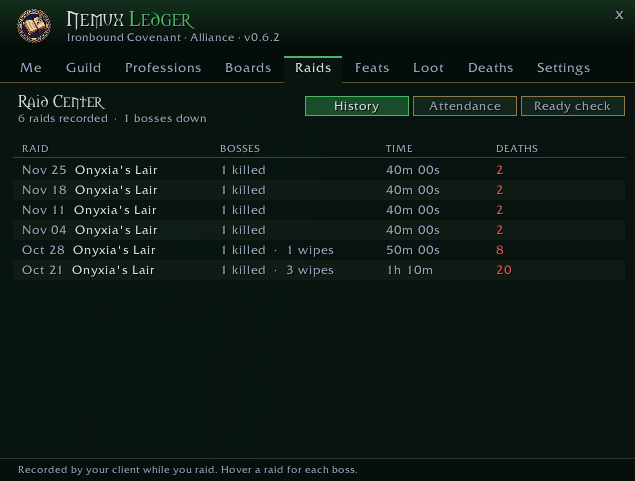 Nemux Ledger
Ironbound Covenant · Alliance · v0.6.2
x
Me Guild Professions Boards Raids Feats Loot Deaths Settings
Raid Center
6 raids recorded · 1 bosses down
History Attendance Ready check
RAID BOSSES TIME DEATHS
Nov 25 Onyxia's Lair 1 killed 40m 00s 2
Nov 18 Onyxia's Lair 1 killed 40m 00s 2
Nov 11 Onyxia's Lair 1 killed 40m 00s 2
Nov 04 Onyxia's Lair 1 killed 40m 00s 2
Oct 28 Onyxia's Lair 1 killed · 1 wipes 50m 00s 8
Oct 21 Onyxia's Lair 1 killed · 3 wipes 1h 10m 20
Recorded by your client while you raid. Hover a raid for each boss.